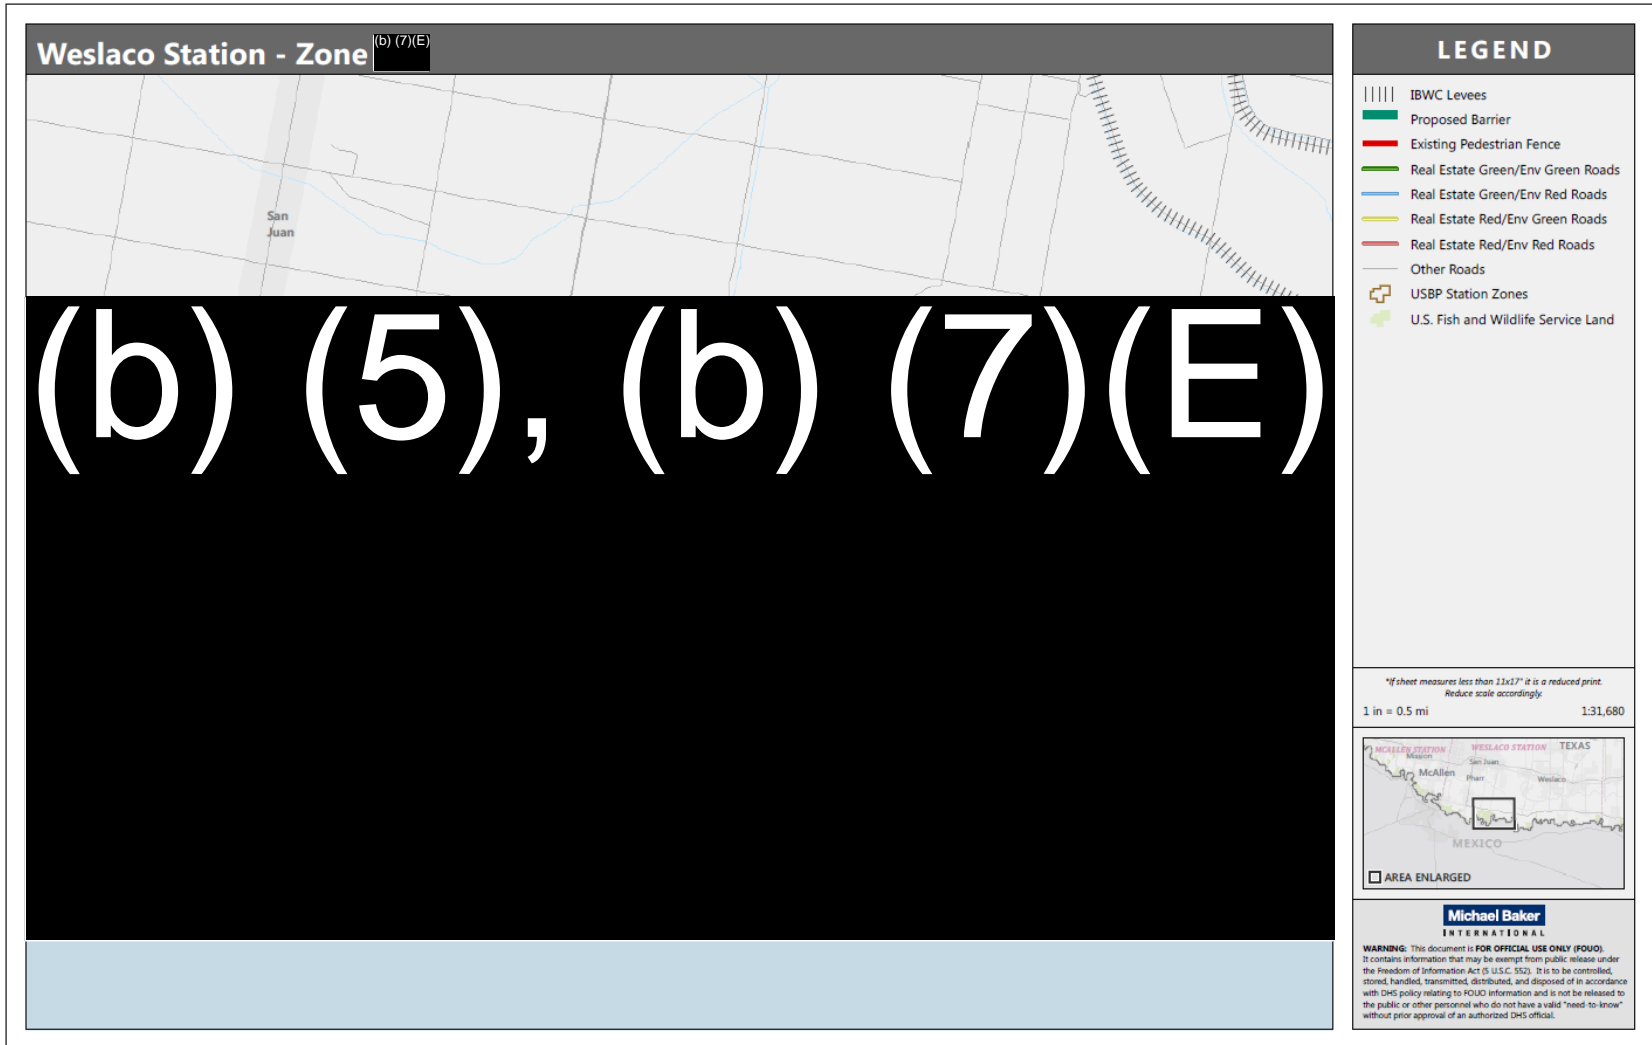 Weslaco Station - Zone (b) (7)(E)
San
Juan
(b) (5), (b) (7)(E)
LEGEND
IBWC Levees
Proposed Barrier
Existing Pedestrian Fence
Real Estate Green/Env Green Roads
Real Estate Green/Env Red Roads
Real Estate Red/Env Green Roads
Real Estate Red/Env Red Roads
Other Roads
USBP Station Zones
U.S. Fish and Wildlife Service Land
*If sheet measures less than 11x17" it is a reduced print.
Reduce scale accordingly.
1 in = 0.5 mi 1:31,680
MCALLEN STATION WESLACO STATION TEXAS
Mission San Juan
McAllen Pharr Weslaco
MEXICO
AREA ENLARGED
Michael Baker
INTERNATIONAL
WARNING: This document is FOR OFFICIAL USE ONLY (FOUO).
It contains information that may be exempt from public release under
the Freedom of Information Act (5 U.S.C. 552). It is to be controlled,
stored, handled, transmitted, distributed, and disposed of in accordance
with DHS policy relating to FOUO information and is not be released to
the public or other personnel who do not have a valid "need-to-know"
without prior approval of an authorized DHS official.